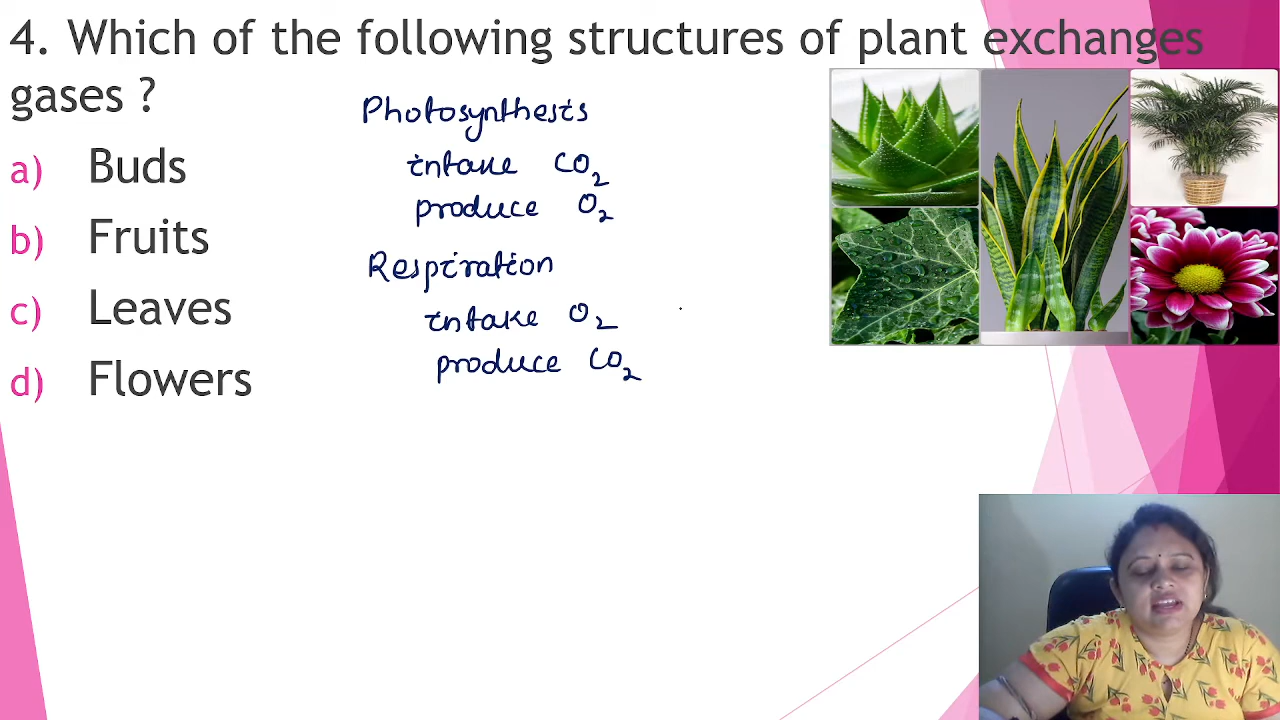 4. Which of the following structures of plant exchanges
gases ?
a) Buds
b) Fruits
c) Leaves
d) Flowers
Photosynthesis
intake CO2
produce O2
Respiration
intake O2
produce CO2